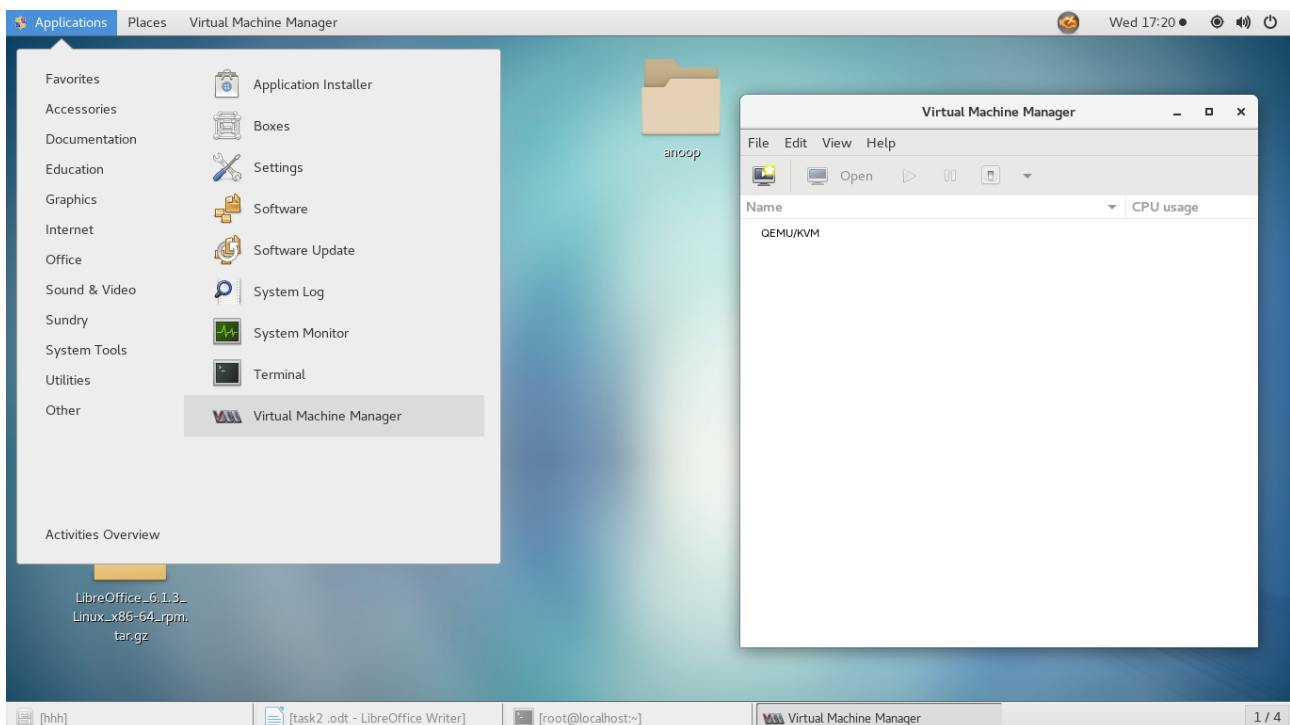 Applications Places Virtual Machine Manager Wed 17:20
Favorites
Accessories
Documentation
Education
Graphics
Internet
Office
Sound & Video
Sundry
System Tools
Utilities
Other
Activities Overview
Application Installer
Boxes
Settings
Software
Software Update
System Log
System Monitor
Terminal
Virtual Machine Manager
anoop
LibreOffice_6.1.3_
Linux_x86-64_rpm.
tar.gz
Virtual Machine Manager
File Edit View Help
Open
Name CPU usage
QEMU/KVM
[hhh] [task2 .odt - LibreOffice Writer] [root@localhost:~] Virtual Machine Manager 1 / 4